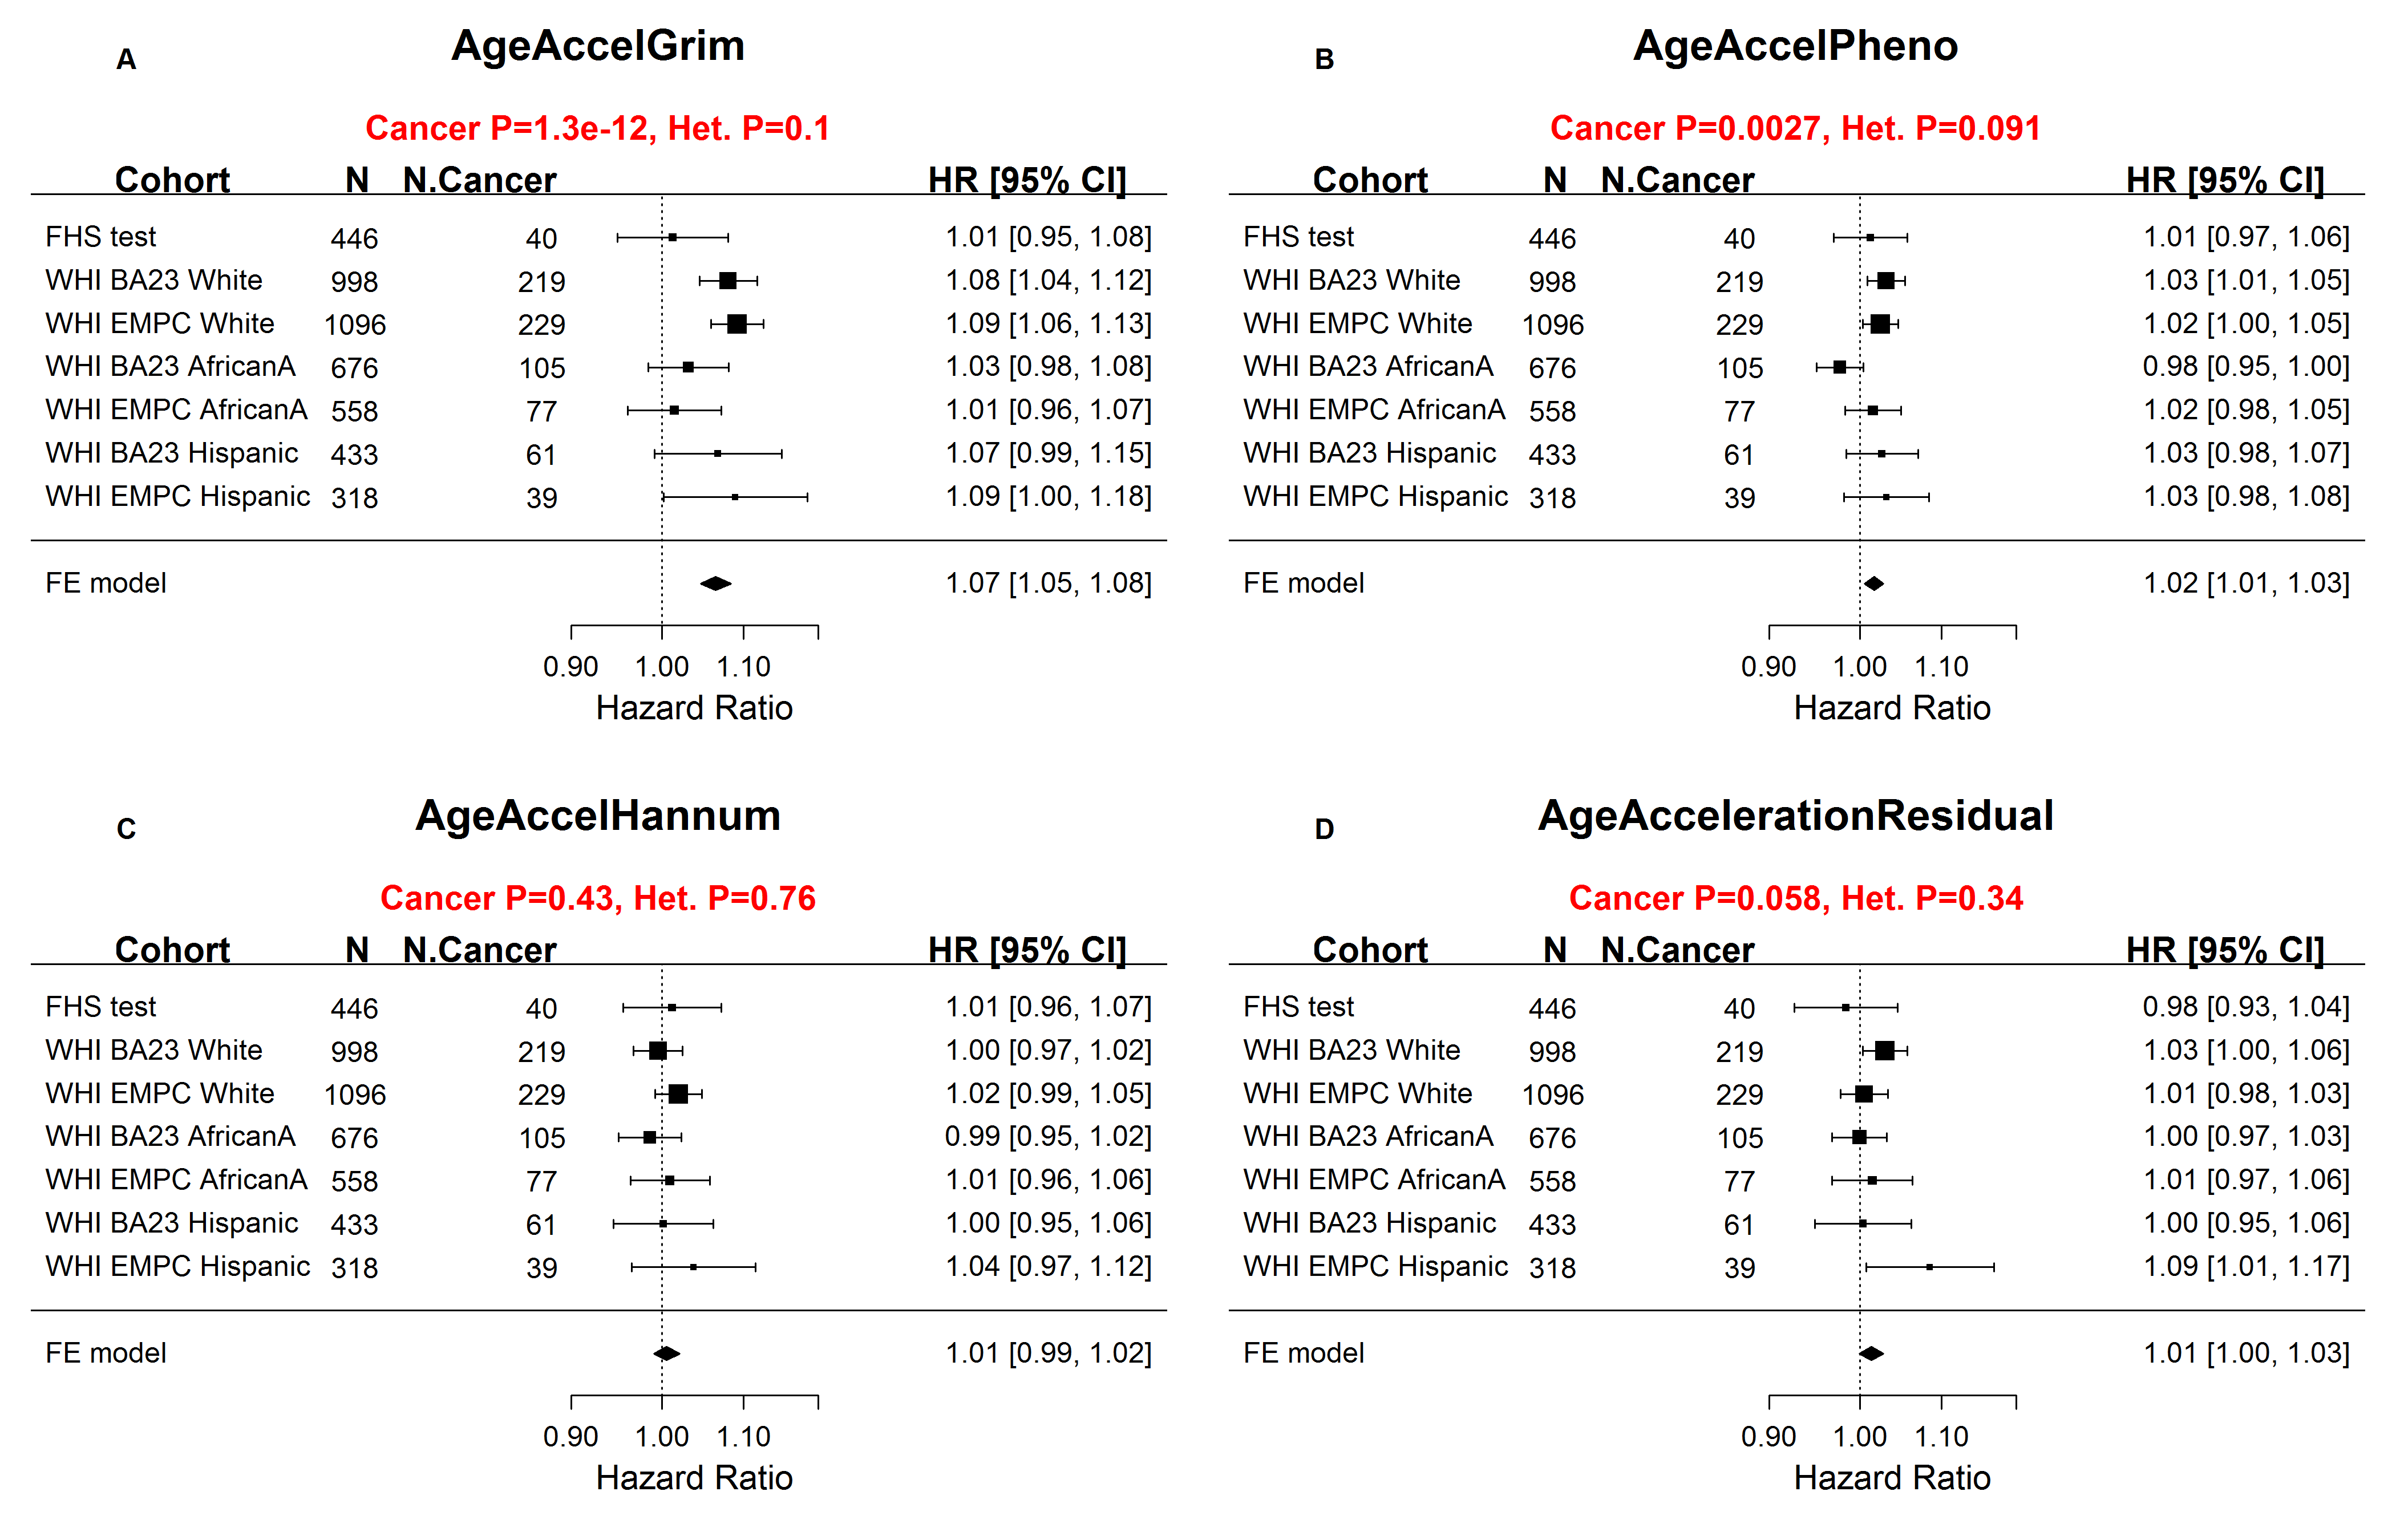 A
AgeAccelGrim
Cancer P=1.3e-12, Het. P=0.1
Cohort N N.Cancer HR [95% CI]
FHS test 446 40 1.01 [0.95, 1.08]
WHI BA23 White 998 219 1.08 [1.04, 1.12]
WHI EMPC White 1096 229 1.09 [1.06, 1.13]
WHI BA23 AfricanA 676 105 1.03 [0.98, 1.08]
WHI EMPC AfricanA 558 77 1.01 [0.96, 1.07]
WHI BA23 Hispanic 433 61 1.07 [0.99, 1.15]
WHI EMPC Hispanic 318 39 1.09 [1.00, 1.18]
FE model 1.07 [1.05, 1.08]
0.90 1.00 1.10
Hazard Ratio
B
AgeAccelPheno
Cancer P=0.0027, Het. P=0.091
Cohort N N.Cancer HR [95% CI]
FHS test 446 40 1.01 [0.97, 1.06]
WHI BA23 White 998 219 1.03 [1.01, 1.05]
WHI EMPC White 1096 229 1.02 [1.00, 1.05]
WHI BA23 AfricanA 676 105 0.98 [0.95, 1.00]
WHI EMPC AfricanA 558 77 1.02 [0.98, 1.05]
WHI BA23 Hispanic 433 61 1.03 [0.98, 1.07]
WHI EMPC Hispanic 318 39 1.03 [0.98, 1.08]
FE model 1.02 [1.01, 1.03]
0.90 1.00 1.10
Hazard Ratio
C
AgeAccelHannum
Cancer P=0.43, Het. P=0.76
Cohort N N.Cancer HR [95% CI]
FHS test 446 40 1.01 [0.96, 1.07]
WHI BA23 White 998 219 1.00 [0.97, 1.02]
WHI EMPC White 1096 229 1.02 [0.99, 1.05]
WHI BA23 AfricanA 676 105 0.99 [0.95, 1.02]
WHI EMPC AfricanA 558 77 1.01 [0.96, 1.06]
WHI BA23 Hispanic 433 61 1.00 [0.95, 1.06]
WHI EMPC Hispanic 318 39 1.04 [0.97, 1.12]
FE model 1.01 [0.99, 1.02]
0.90 1.00 1.10
Hazard Ratio
D
AgeAccelerationResidual
Cancer P=0.058, Het. P=0.34
Cohort N N.Cancer HR [95% CI]
FHS test 446 40 0.98 [0.93, 1.04]
WHI BA23 White 998 219 1.03 [1.00, 1.06]
WHI EMPC White 1096 229 1.01 [0.98, 1.03]
WHI BA23 AfricanA 676 105 1.00 [0.97, 1.03]
WHI EMPC AfricanA 558 77 1.01 [0.97, 1.06]
WHI BA23 Hispanic 433 61 1.00 [0.95, 1.06]
WHI EMPC Hispanic 318 39 1.09 [1.01, 1.17]
FE model 1.01 [1.00, 1.03]
0.90 1.00 1.10
Hazard Ratio